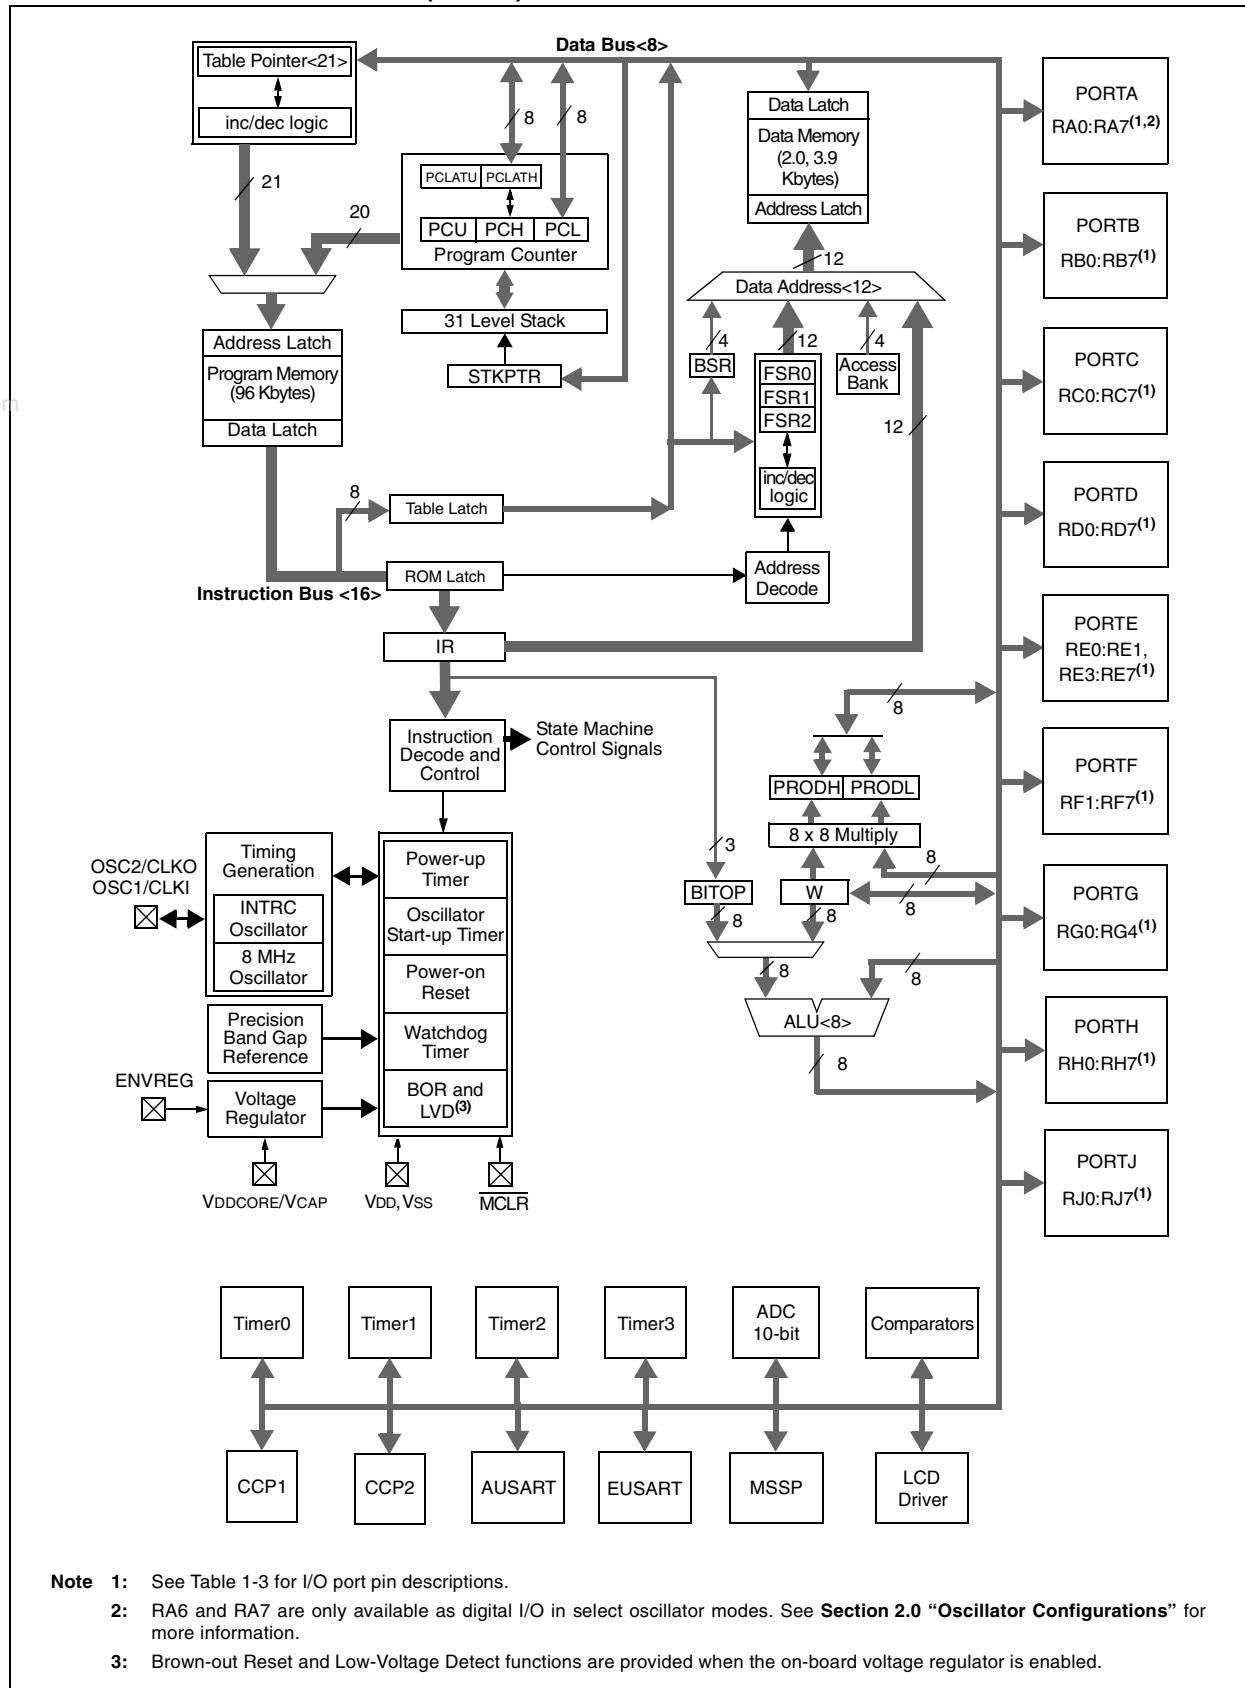 Data Bus<8>
Table Pointer<21>
inc/dec logic
21
8
8
PCLATU PCLATH
20
PCU PCH PCL
Program Counter
31 Level Stack
STKPTR
Address Latch
Program Memory
(96 Kbytes)
Data Latch
8
Table Latch
ROM Latch
Instruction Bus <16>
IR
Data Latch
Data Memory
(2.0, 3.9
Kbytes)
Address Latch
12
Data Address<12>
4
12
4
BSR
FSR0
FSR1
FSR2
inc/dec
logic
Access
Bank
12
Address
Decode
Instruction
Decode and
Control
State Machine
Control Signals
8
PRODH PRODL
8 x 8 Multiply
3
8
BITOP
W
8
8
8
8
8
ALU<8>
8
OSC2/CLKO
OSC1/CLKI
Timing
Generation
INTRC
Oscillator
8 MHz
Oscillator
Precision
Band Gap
Reference
ENVREG
Voltage
Regulator
Power-up
Timer
Oscillator
Start-up Timer
Power-on
Reset
Watchdog
Timer
BOR and
LVD(3)
VDDCORE/VCAP
VDD, VSS
MCLR
PORTA
RA0:RA7(1,2)
PORTB
RB0:RB7(1)
PORTC
RC0:RC7(1)
PORTD
RD0:RD7(1)
PORTE
RE0:RE1,
RE3:RE7(1)
PORTF
RF1:RF7(1)
PORTG
RG0:RG4(1)
PORTH
RH0:RH7(1)
PORTJ
RJ0:RJ7(1)
Timer0
Timer1
Timer2
Timer3
ADC
10-bit
Comparators
CCP1
CCP2
AUSART
EUSART
MSSP
LCD
Driver
Note 1: See Table 1-3 for I/O port pin descriptions.
2: RA6 and RA7 are only available as digital I/O in select oscillator modes. See Section 2.0 “Oscillator Configurations” for
more information.
3: Brown-out Reset and Low-Voltage Detect functions are provided when the on-board voltage regulator is enabled.